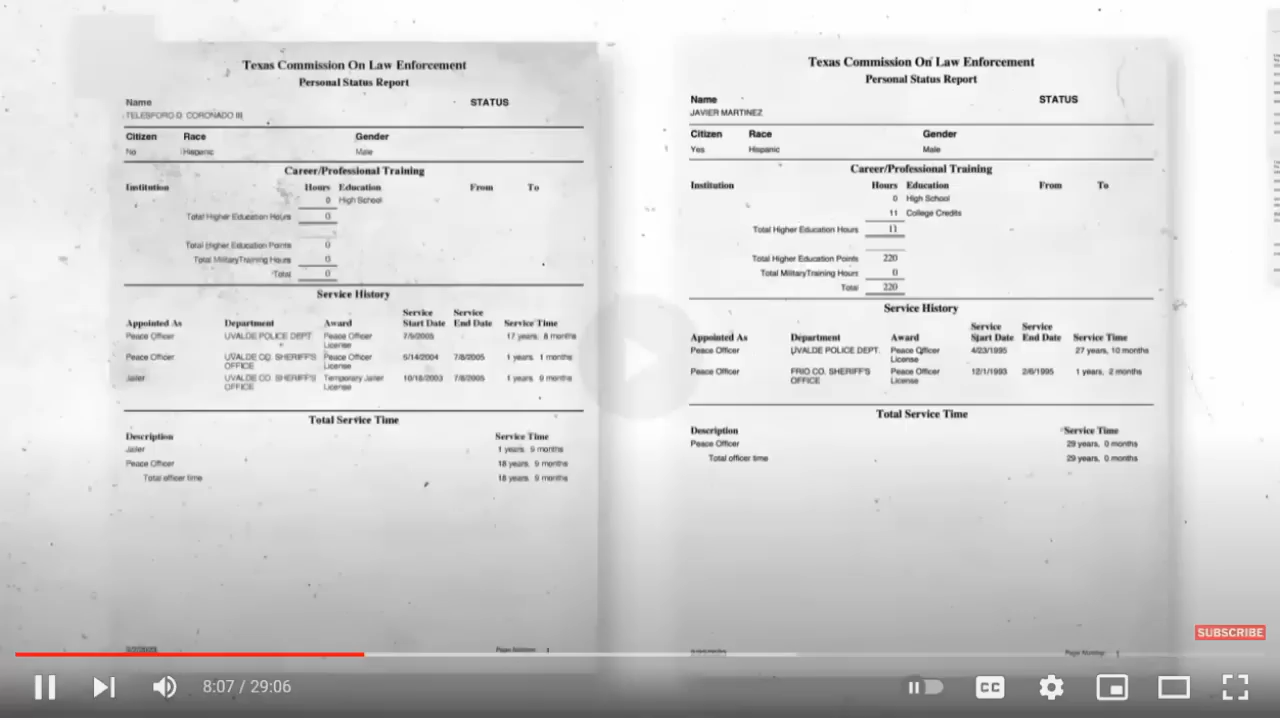 Texas Commission On Law Enforcement
Personal Status Report
Name STATUS
TELESFORO D. CORONADO III
Citizen Race Gender
No Hispanic Male
Career/Professional Training
Institution Hours Education From To
0 High School
Total Higher Education Hours 0
Total Higher Education Points 0
Total MilitaryTraining Hours 0
Total 0
Service History
Appointed As Department Award Service Start Date Service End Date Service Time
Peace Officer UVALDE POLICE DEPT. Peace Officer License 7/9/2005 17 years, 8 months
Peace Officer UVALDE CO. SHERIFF'S OFFICE Peace Officer License 5/14/2004 7/8/2005 1 years, 1 months
Jailer UVALDE CO. SHERIFF'S OFFICE Temporary Jailer License 10/18/2003 7/8/2005 1 years, 9 months
Total Service Time
Description Service Time
Jailer 1 years, 9 months
Peace Officer 18 years, 9 months
Total officer time 18 years, 9 months
Page Number: 1
Texas Commission On Law Enforcement
Personal Status Report
Name STATUS
JAVIER MARTINEZ
Citizen Race Gender
Yes Hispanic Male
Career/Professional Training
Institution Hours Education From To
0 High School
11 College Credits
Total Higher Education Hours 11
Total Higher Education Points 220
Total MilitaryTraining Hours 0
Total 220
Service History
Appointed As Department Award Service Start Date Service End Date Service Time
Peace Officer UVALDE POLICE DEPT. Peace Officer License 4/23/1995 27 years, 10 months
Peace Officer FRIO CO. SHERIFF'S OFFICE Peace Officer License 12/1/1993 2/6/1995 1 years, 2 months
Total Service Time
Description Service Time
Peace Officer 29 years, 0 months
Total officer time 29 years, 0 months
Page Number: 1
SUBSCRIBE
8:07 / 29:06
CC